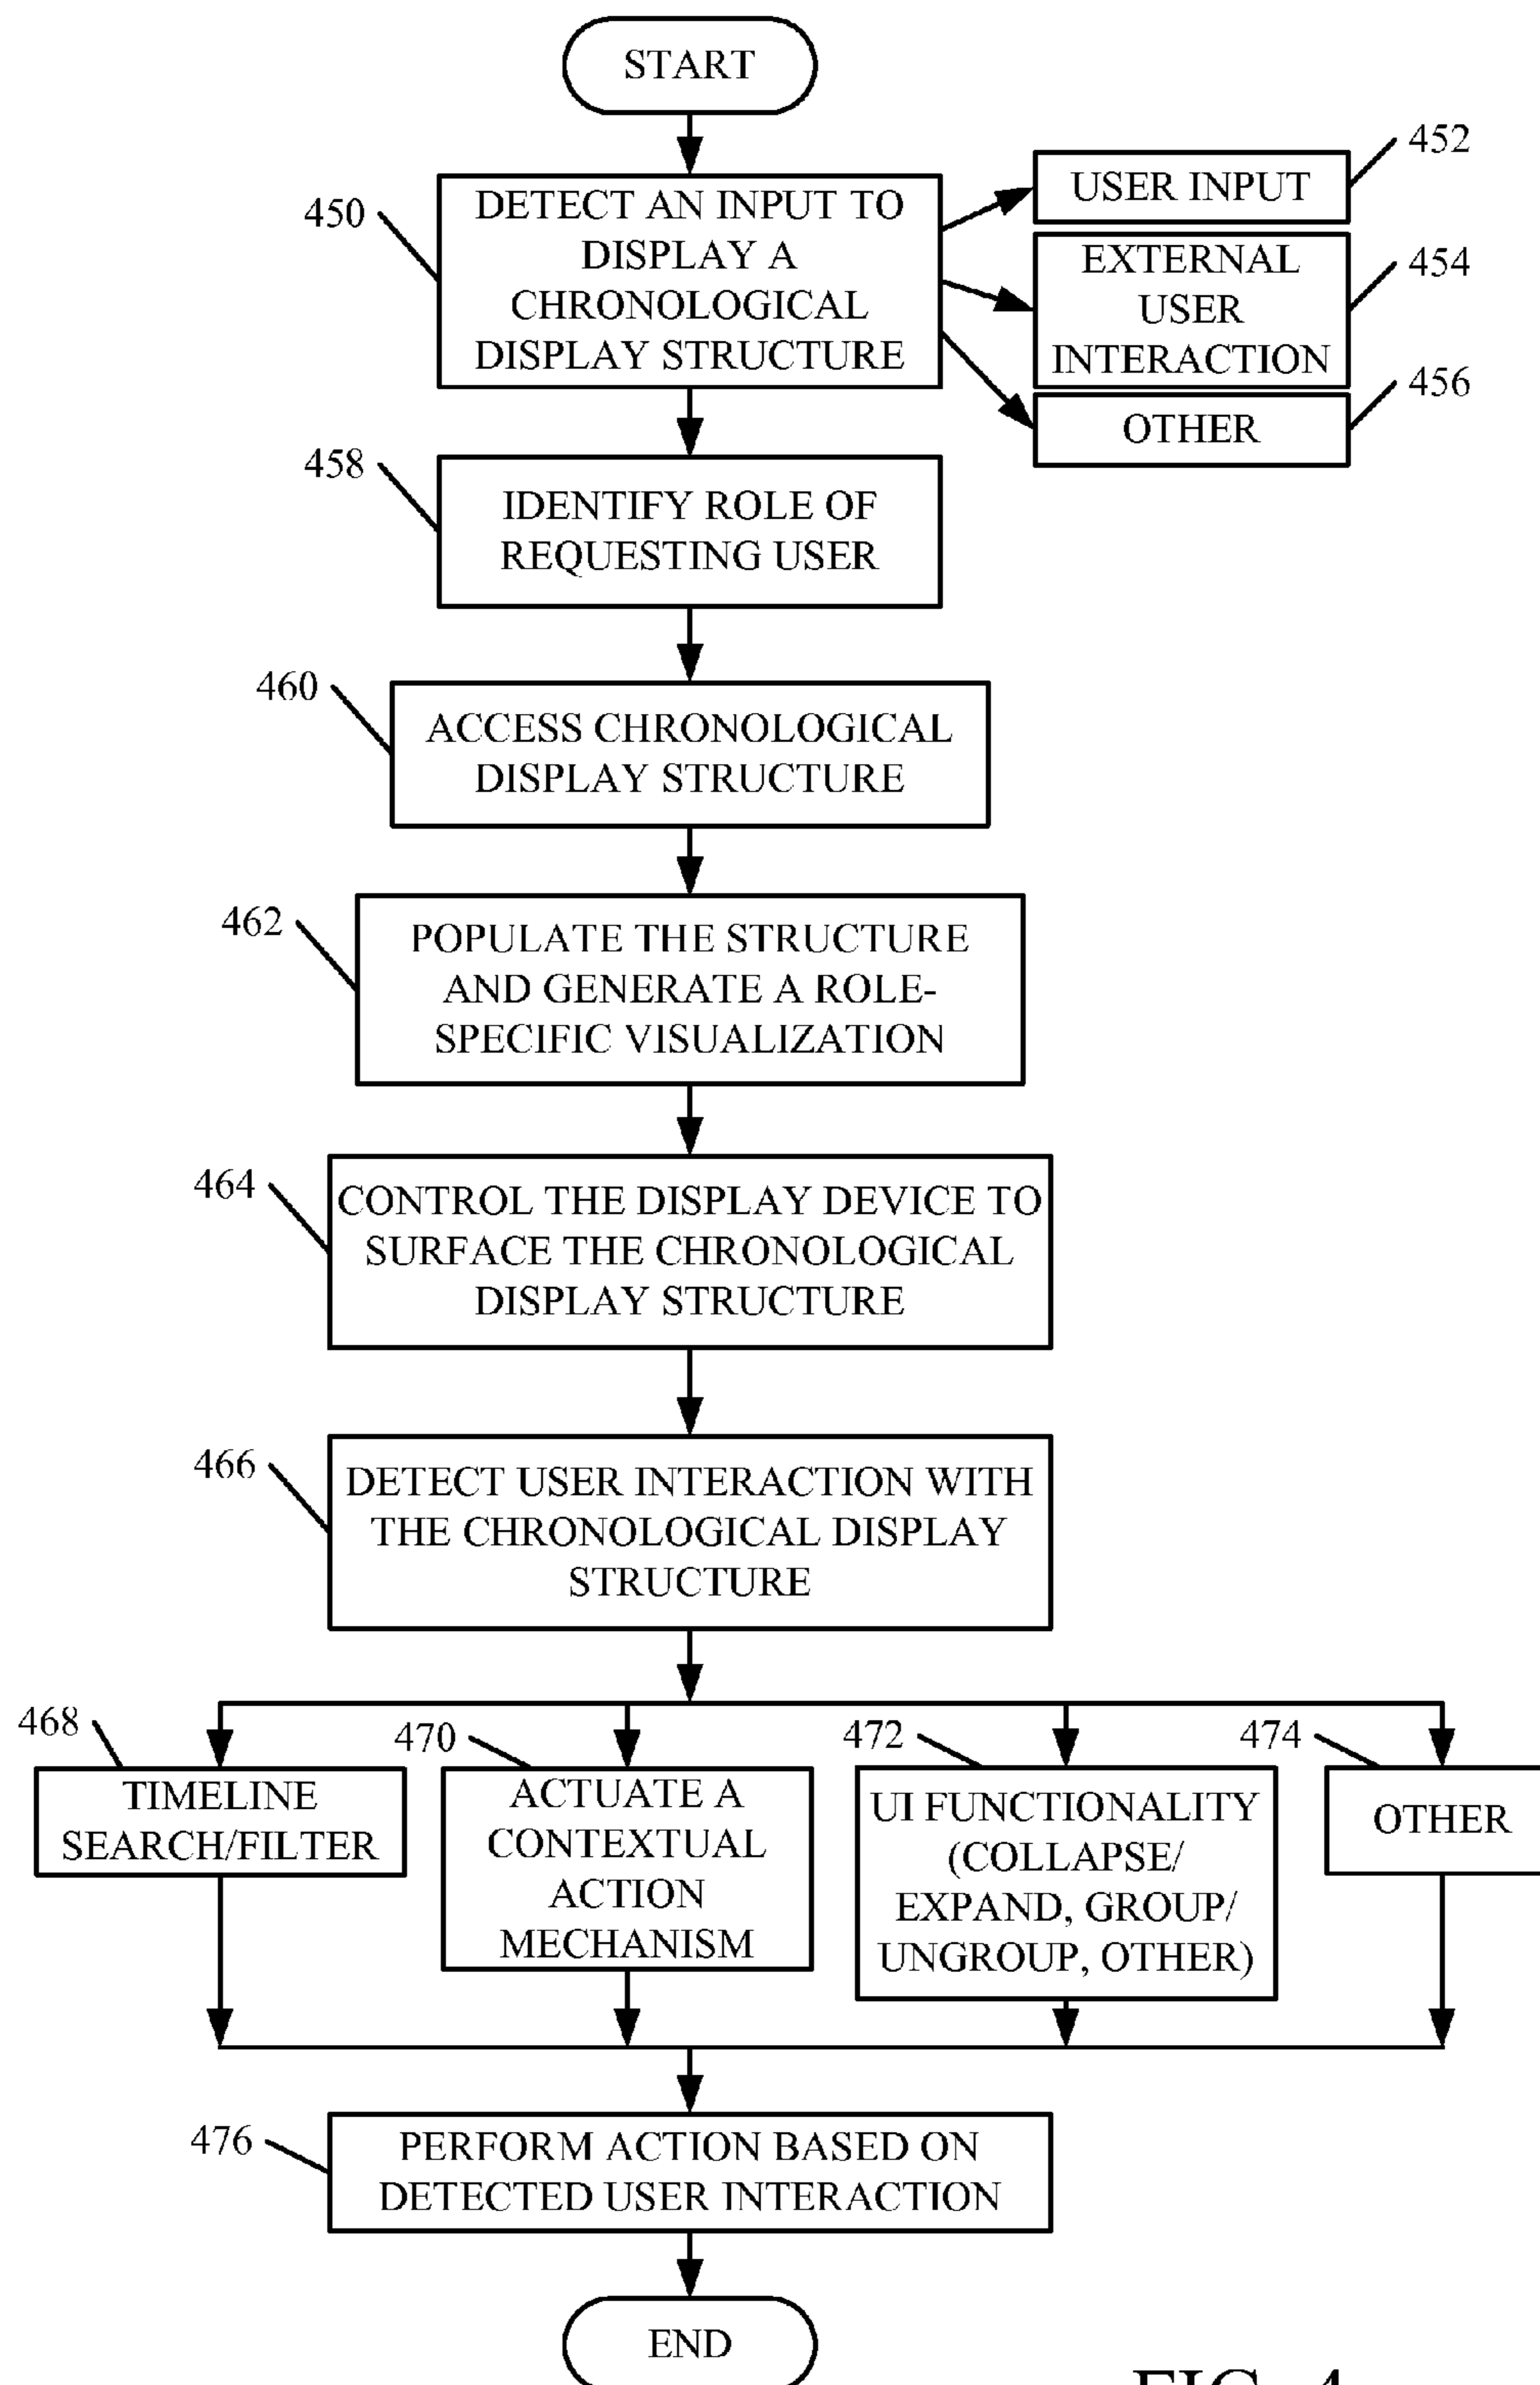 START
450
DETECT AN INPUT TO
DISPLAY A
CHRONOLOGICAL
DISPLAY STRUCTURE
USER INPUT
452
EXTERNAL
USER
INTERACTION
454
OTHER
456
458
IDENTIFY ROLE OF
REQUESTING USER
460
ACCESS CHRONOLOGICAL
DISPLAY STRUCTURE
462
POPULATE THE STRUCTURE
AND GENERATE A ROLE-
SPECIFIC VISUALIZATION
464
CONTROL THE DISPLAY DEVICE TO
SURFACE THE CHRONOLOGICAL
DISPLAY STRUCTURE
466
DETECT USER INTERACTION WITH
THE CHRONOLOGICAL DISPLAY
STRUCTURE
468
TIMELINE
SEARCH/FILTER
470
ACTUATE A
CONTEXTUAL
ACTION
MECHANISM
472
UI FUNCTIONALITY
(COLLAPSE/
EXPAND, GROUP/
UNGROUP, OTHER)
474
OTHER
476
PERFORM ACTION BASED ON
DETECTED USER INTERACTION
END
FIG. 4